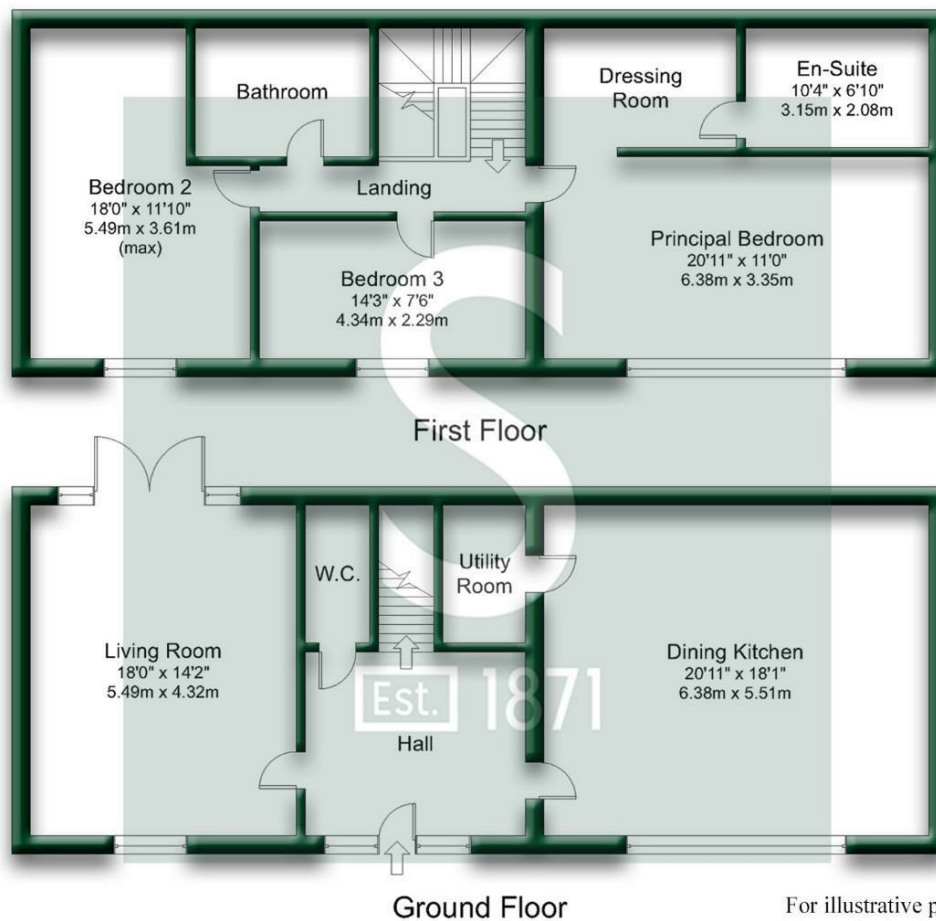 Bathroom
Dressing
Room
En-Suite
10'4" x 6'10"
3.15m x 2.08m
Bedroom 2
18'0" x 11'10"
5.49m x 3.61m
(max)
Landing
Bedroom 3
14'3" x 7'6"
4.34m x 2.29m
Principal Bedroom
20'11" x 11'0"
6.38m x 3.35m
First Floor
S
W.C.
Utility
Room
Living Room
18'0" x 14'2"
5.49m x 4.32m
Dining Kitchen
20'11" x 18'1"
6.38m x 5.51m
Est. 1871
Hall
Ground Floor
For illustrative p